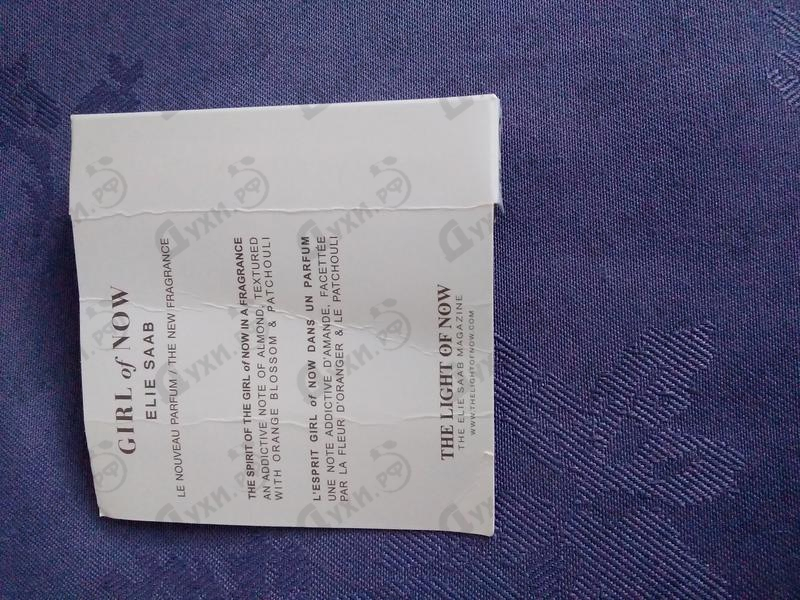 GIRL of NOW
ELIE SAAB
LE NOUVEAU PARFUM / THE NEW FRAGRANCE
THE SPIRIT OF THE GIRL of NOW IN A FRAGRANCE
AN ADDICTIVE NOTE OF ALMOND, TEXTURED
WITH ORANGE BLOSSOM & PATCHOULI
L'ESPRIT GIRL of NOW DANS UN PARFUM
UNE NOTE ADDICTIVE D'AMANDE, FACETTÉE
PAR LA FLEUR D'ORANGER & LE PATCHOULI
THE LIGHT OF NOW
THE ELIE SAAB MAGAZINE
WWW.THELIGHTOFNOW.COM
Духи.РФ